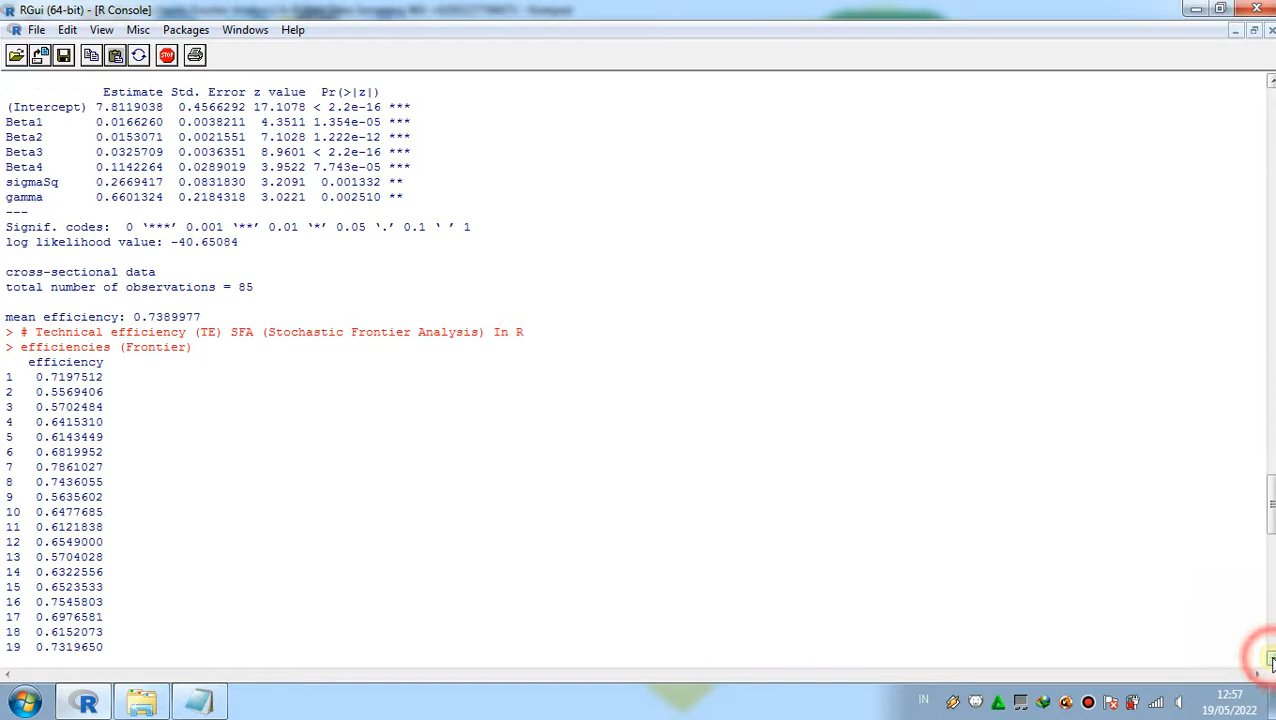 RGui (64-bit) - [R Console]
File Edit View Misc Packages Windows Help
STOP
Estimate Std. Error z value Pr(>|z|)
(Intercept) 7.8119038 0.4566292 17.1078 < 2.2e-16 ***
Beta1 0.0166260 0.0038211 4.3511 1.354e-05 ***
Beta2 0.0153071 0.0021551 7.1028 1.222e-12 ***
Beta3 0.0325709 0.0036351 8.9601 < 2.2e-16 ***
Beta4 0.1142264 0.0289019 3.9522 7.743e-05 ***
sigmaSq 0.2669417 0.0831830 3.2091 0.001332 **
gamma 0.6601324 0.2184318 3.0221 0.002510 **
---
Signif. codes: 0 ‘***’ 0.001 ‘**’ 0.01 ‘*’ 0.05 ‘.’ 0.1 ‘ ’ 1
log likelihood value: -40.65084
cross-sectional data
total number of observations = 85
mean efficiency: 0.7389977
> # Technical efficiency (TE) SFA (Stochastic Frontier Analysis) In R
> efficiencies (Frontier)
efficiency
1 0.7197512
2 0.5569406
3 0.5702484
4 0.6415310
5 0.6143449
6 0.6819952
7 0.7861027
8 0.7436055
9 0.5635602
10 0.6477685
11 0.6121838
12 0.6549000
13 0.5704028
14 0.6322556
15 0.6523533
16 0.7545803
17 0.6976581
18 0.6152073
19 0.7319650
IN
12:57
19/05/2022